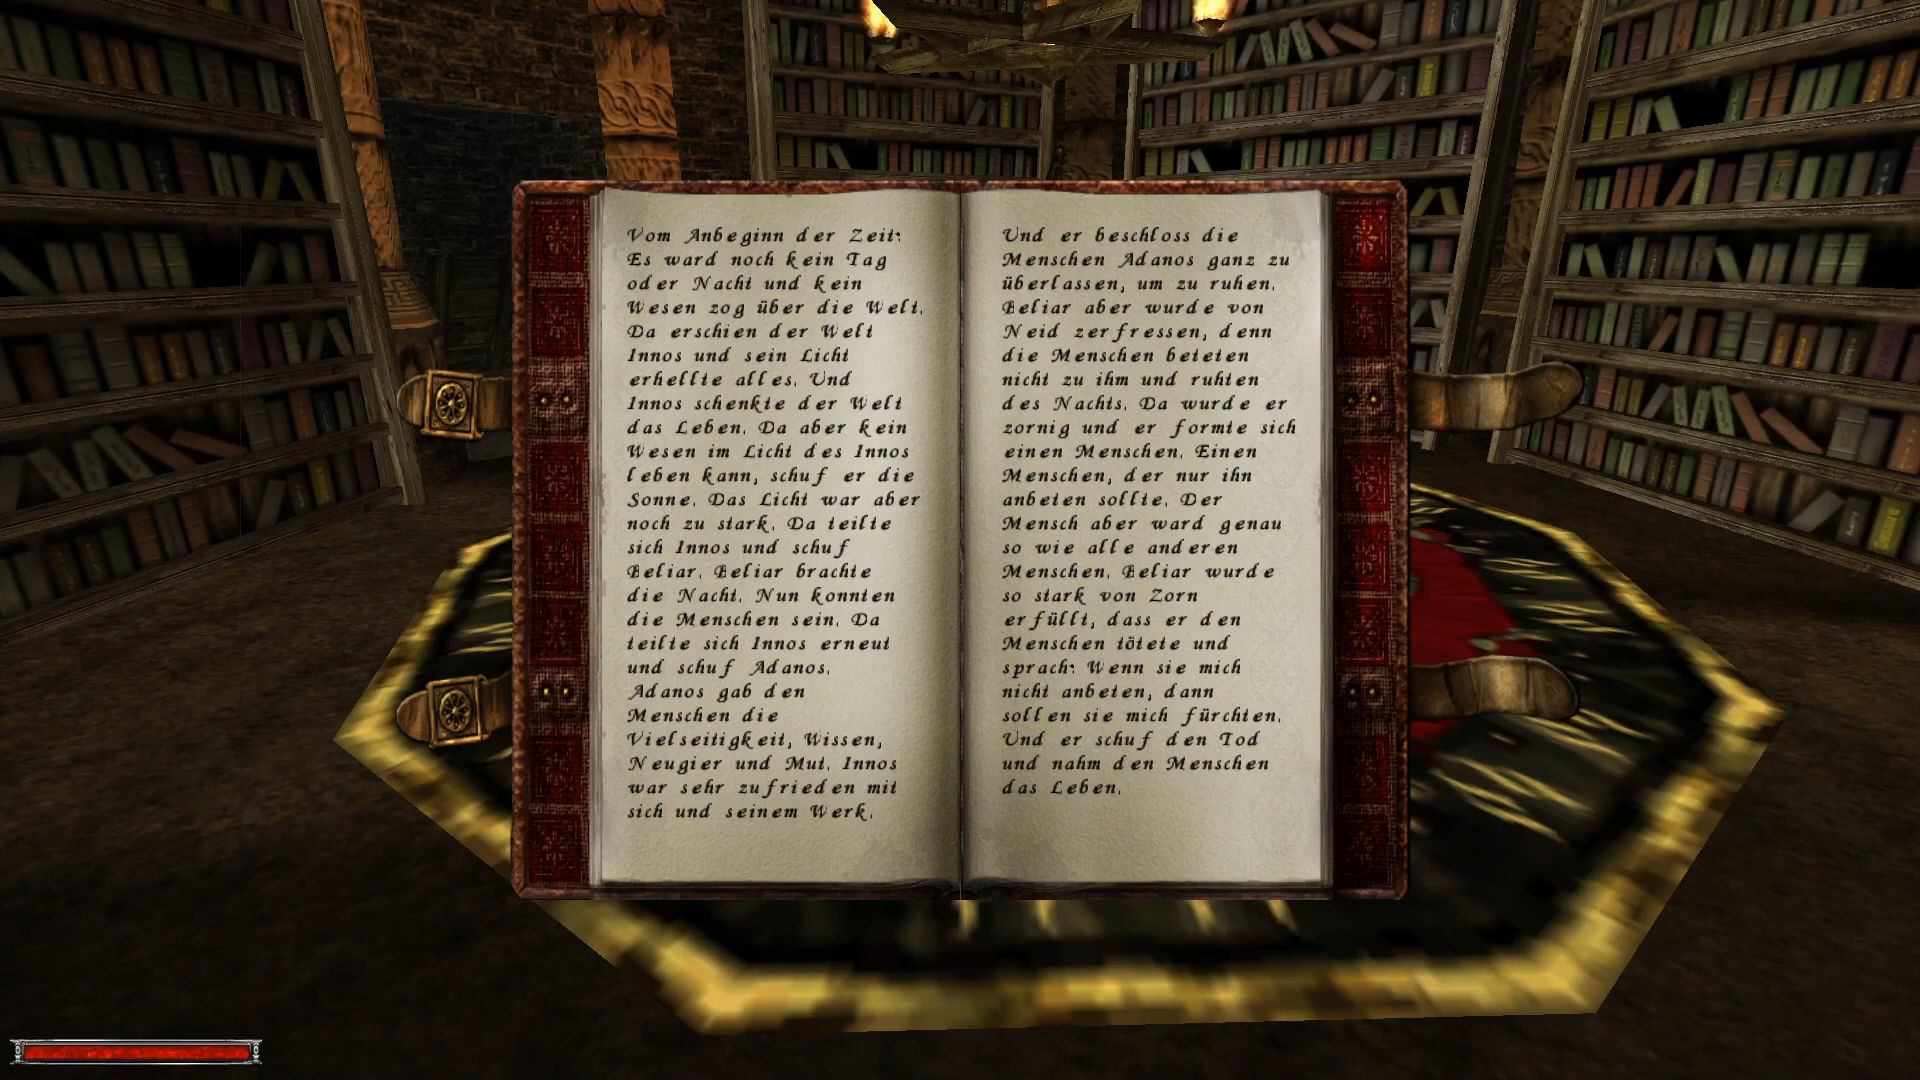 Vom Anbeginn der Zeit:
Es ward noch kein Tag
oder Nacht und kein
Wesen zog über die Welt.
Da erschien der Welt
Innos und sein Licht
erhellte alles. Und
Innos schenkte der Welt
das Leben. Da aber kein
Wesen im Licht des Innos
leben kann, schuf er die
Sonne. Das Licht war aber
noch zu stark. Da teilte
sich Innos und schuf
Beliar. Beliar brachte
die Nacht. Nun konnten
die Menschen sein. Da
teilte sich Innos erneut
und schuf Adanos.
Adanos gab den
Menschen die
Vielseitigkeit, Wissen,
Neugier und Mut. Innos
war sehr zufrieden mit
sich und seinem Werk.
Und er beschloss die
Menschen Adanos ganz zu
überlassen, um zu ruhen.
Beliar aber wurde von
Neid zerfressen, denn
die Menschen beteten
nicht zu ihm und ruhten
des Nachts. Da wurde er
zornig und er formte sich
einen Menschen. Einen
Menschen, der nur ihn
anbeten sollte. Der
Mensch aber ward genau
so wie alle anderen
Menschen. Beliar wurde
so stark von Zorn
erfüllt, dass er den
Menschen tötete und
sprach: Wenn sie mich
nicht anbeten, dann
sollen sie mich fürchten.
Und er schuf den Tod
und nahm den Menschen
das Leben.